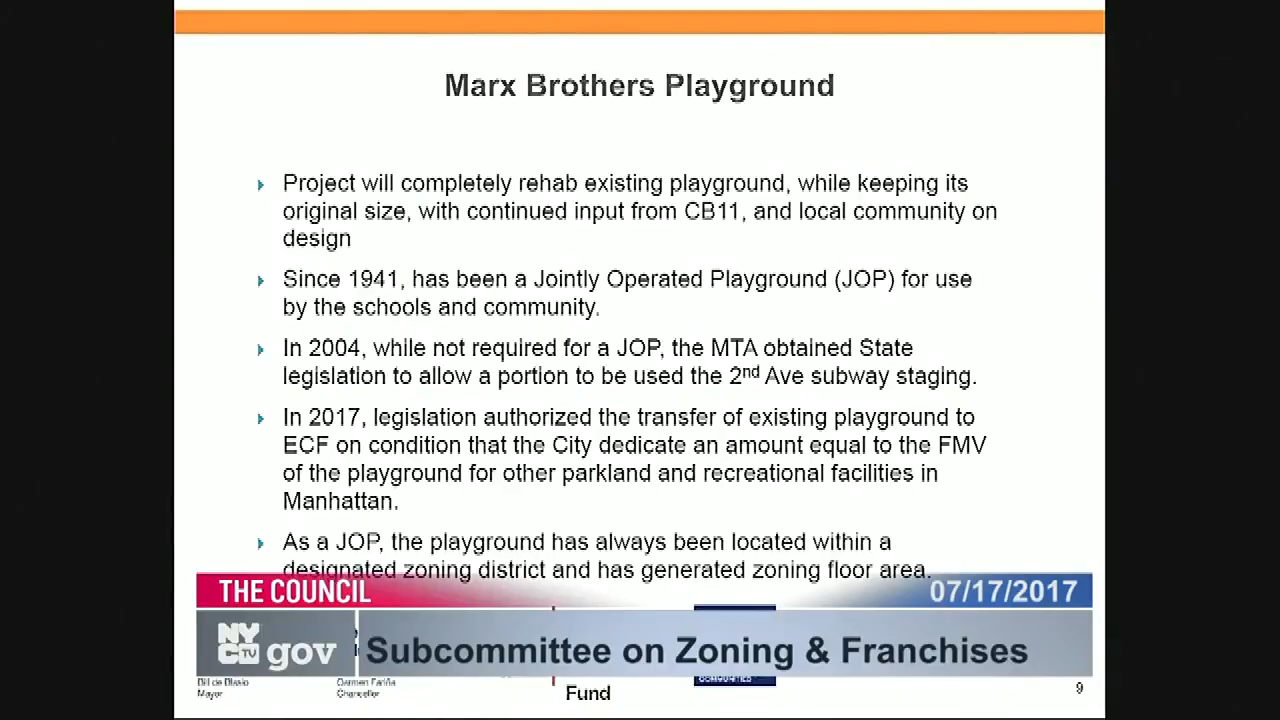 Marx Brothers Playground
Project will completely rehab existing playground, while keeping its
original size, with continued input from CB11, and local community on
design
Since 1941, has been a Jointly Operated Playground (JOP) for use
by the schools and community.
In 2004, while not required for a JOP, the MTA obtained State
legislation to allow a portion to be used the 2nd Ave subway staging.
In 2017, legislation authorized the transfer of existing playground to
ECF on condition that the City dedicate an amount equal to the FMV
of the playground for other parkland and recreational facilities in
Manhattan.
As a JOP, the playground has always been located within a
designated zoning district and has generated zoning floor area.
THE COUNCIL
07/17/2017
NYC TV gov
Subcommittee on Zoning & Franchises
Bill de Blasio
Mayor
Carmen Fariña
Chancellor
Fund
COMMUNITIES
9